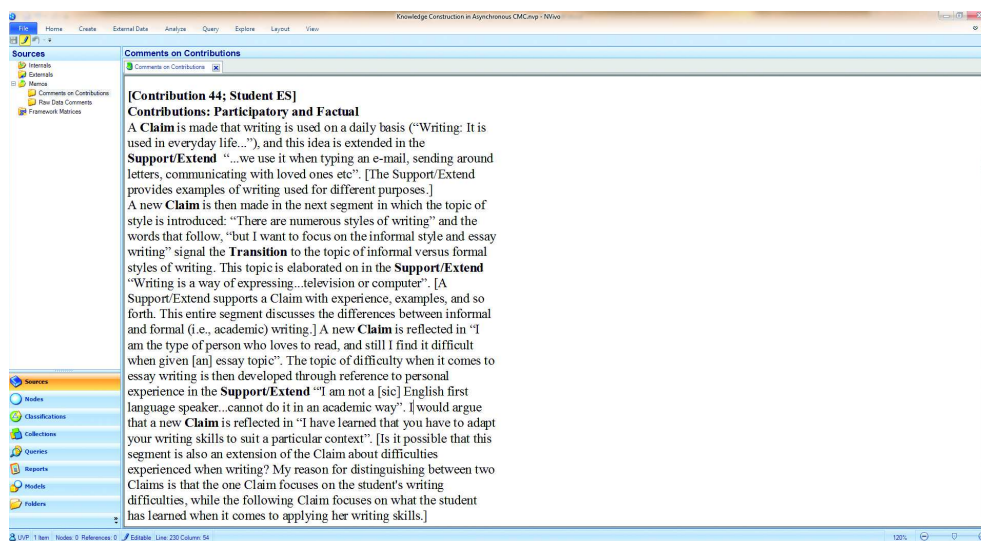 Knowledge Construction in Asynchronous CMC.nvp - NVivo
File Home Create External Data Analyze Query Explore Layout View
Sources
Internals
Externals
Memos
Comments on Contributions
Raw Data Comments
Framework Matrices
Sources
Nodes
Classifications
Collections
Queries
Reports
Models
Folders
Comments on Contributions
Comments on Contributions
[Contribution 44; Student ES]
Contributions: Participatory and Factual
A Claim is made that writing is used on a daily basis (“Writing: It is
used in everyday life...”), and this idea is extended in the
Support/Extend “...we use it when typing an e-mail, sending around
letters, communicating with loved ones etc”. [The Support/Extend
provides examples of writing used for different purposes.]
A new Claim is then made in the next segment in which the topic of
style is introduced: “There are numerous styles of writing” and the
words that follow, “but I want to focus on the informal style and essay
writing” signal the Transition to the topic of informal versus formal
styles of writing. This topic is elaborated on in the Support/Extend
“Writing is a way of expressing...television or computer”. [A
Support/Extend supports a Claim with experience, examples, and so
forth. This entire segment discusses the differences between informal
and formal (i.e., academic) writing.] A new Claim is reflected in “I
am the type of person who loves to read, and still I find it difficult
when given [an] essay topic”. The topic of difficulty when it comes to
essay writing is then developed through reference to personal
experience in the Support/Extend “I am not a [sic] English first
language speaker...cannot do it in an academic way”. I would argue
that a new Claim is reflected in “I have learned that you have to adapt
your writing skills to suit a particular context”. [Is it possible that this
segment is also an extension of the Claim about difficulties
experienced when writing? My reason for distinguishing between two
Claims is that the one Claim focuses on the student's writing
difficulties, while the following Claim focuses on what the student
has learned when it comes to applying her writing skills.]
UVP 1 Item Nodes: 0 References: 0 Editable Line: 230 Column: 54 120%